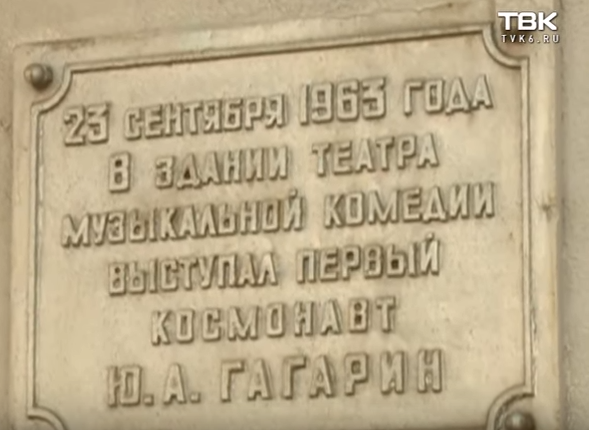 ТВК
TVK6.RU
23 СЕНТЯБРЯ 1963 ГОДА
В ЗДАНИИ ТЕАТРА
МУЗЫКАЛЬНОЙ КОМЕДИИ
ВЫСТУПАЛ ПЕРВЫЙ
КОСМОНАВТ
Ю.А. ГАГАРИН